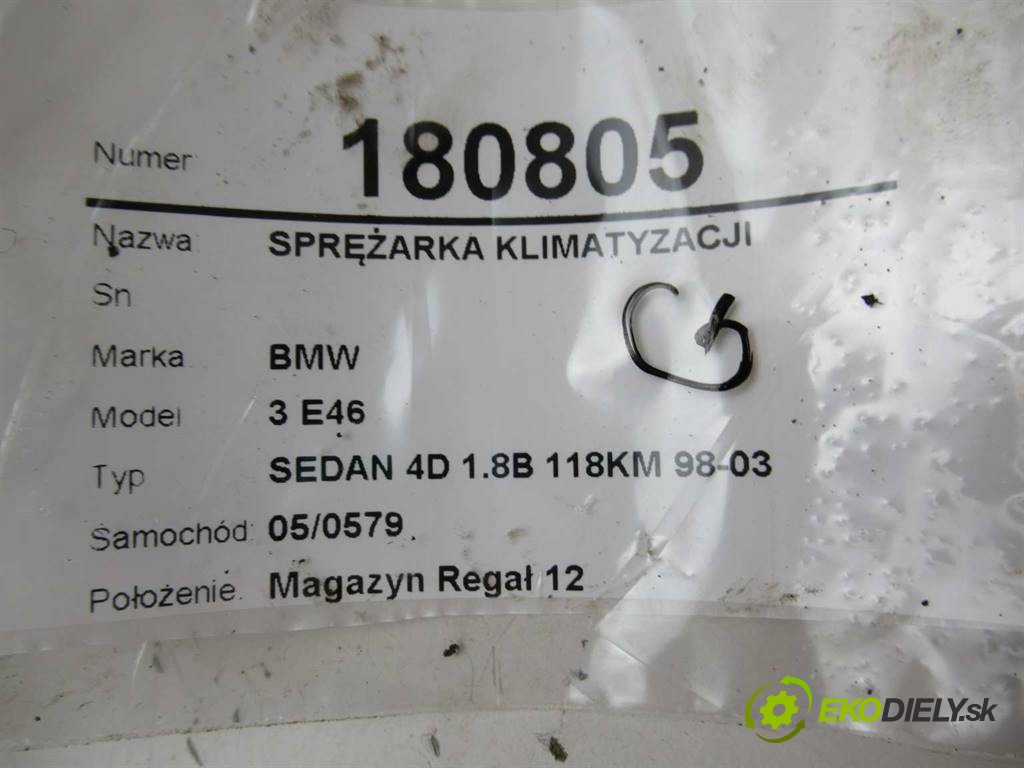 Numer 180805
Nazwa SPRĘŻARKA KLIMATYZACJI
Sn
Marka BMW
Model 3 E46
Typ SEDAN 4D 1.8B 118KM 98-03
Samochód: 05/0579
Położenie: Magazyn Regał 12
EKODIELY.sk